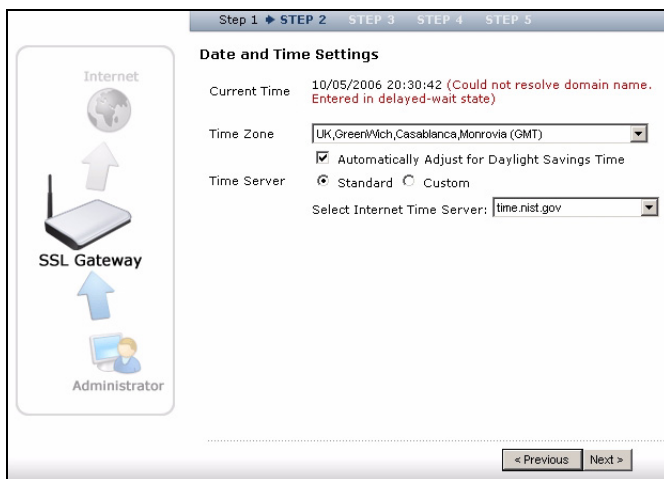 Step 1 STEP 2 STEP 3 STEP 4 STEP 5
Date and Time Settings
Internet
Current Time
10/05/2006 20:30:42 (Could not resolve domain name.
Entered in delayed-wait state)
Time Zone
UK,GreenWich,Casablanca,Monrovia (GMT)
Automatically Adjust for Daylight Savings Time
Time Server
Standard
Custom
Select Internet Time Server: time.nist.gov
SSL Gateway
Administrator
« Previous
Next »